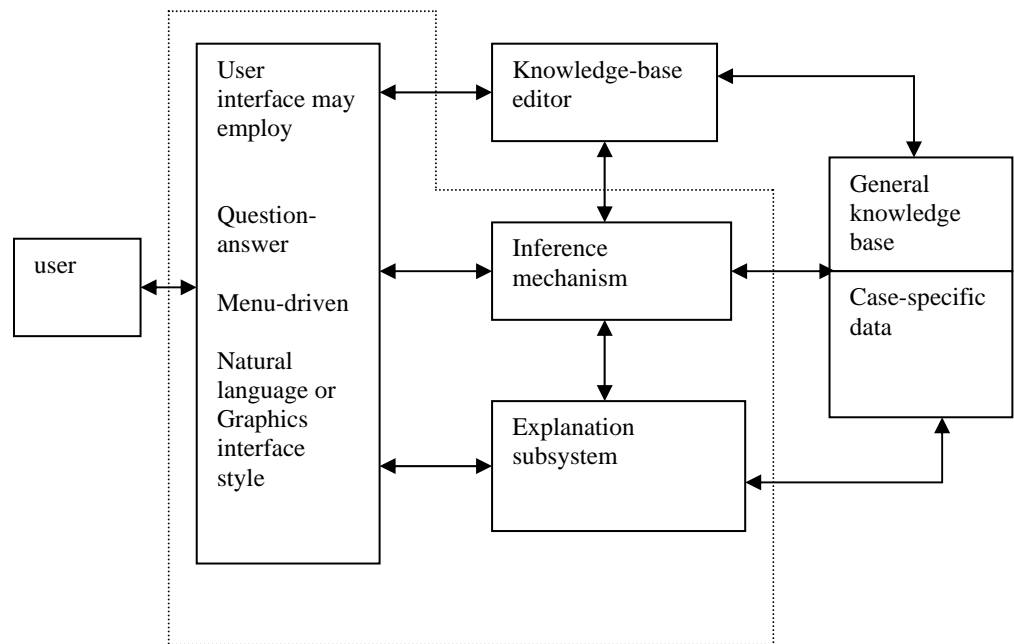 user
User
interface may
employ
Question-
answer
Menu-driven
Natural
language or
Graphics
interface
style
Knowledge-base
editor
Inference
mechanism
Explanation
subsystem
General
knowledge
base
Case-specific
data